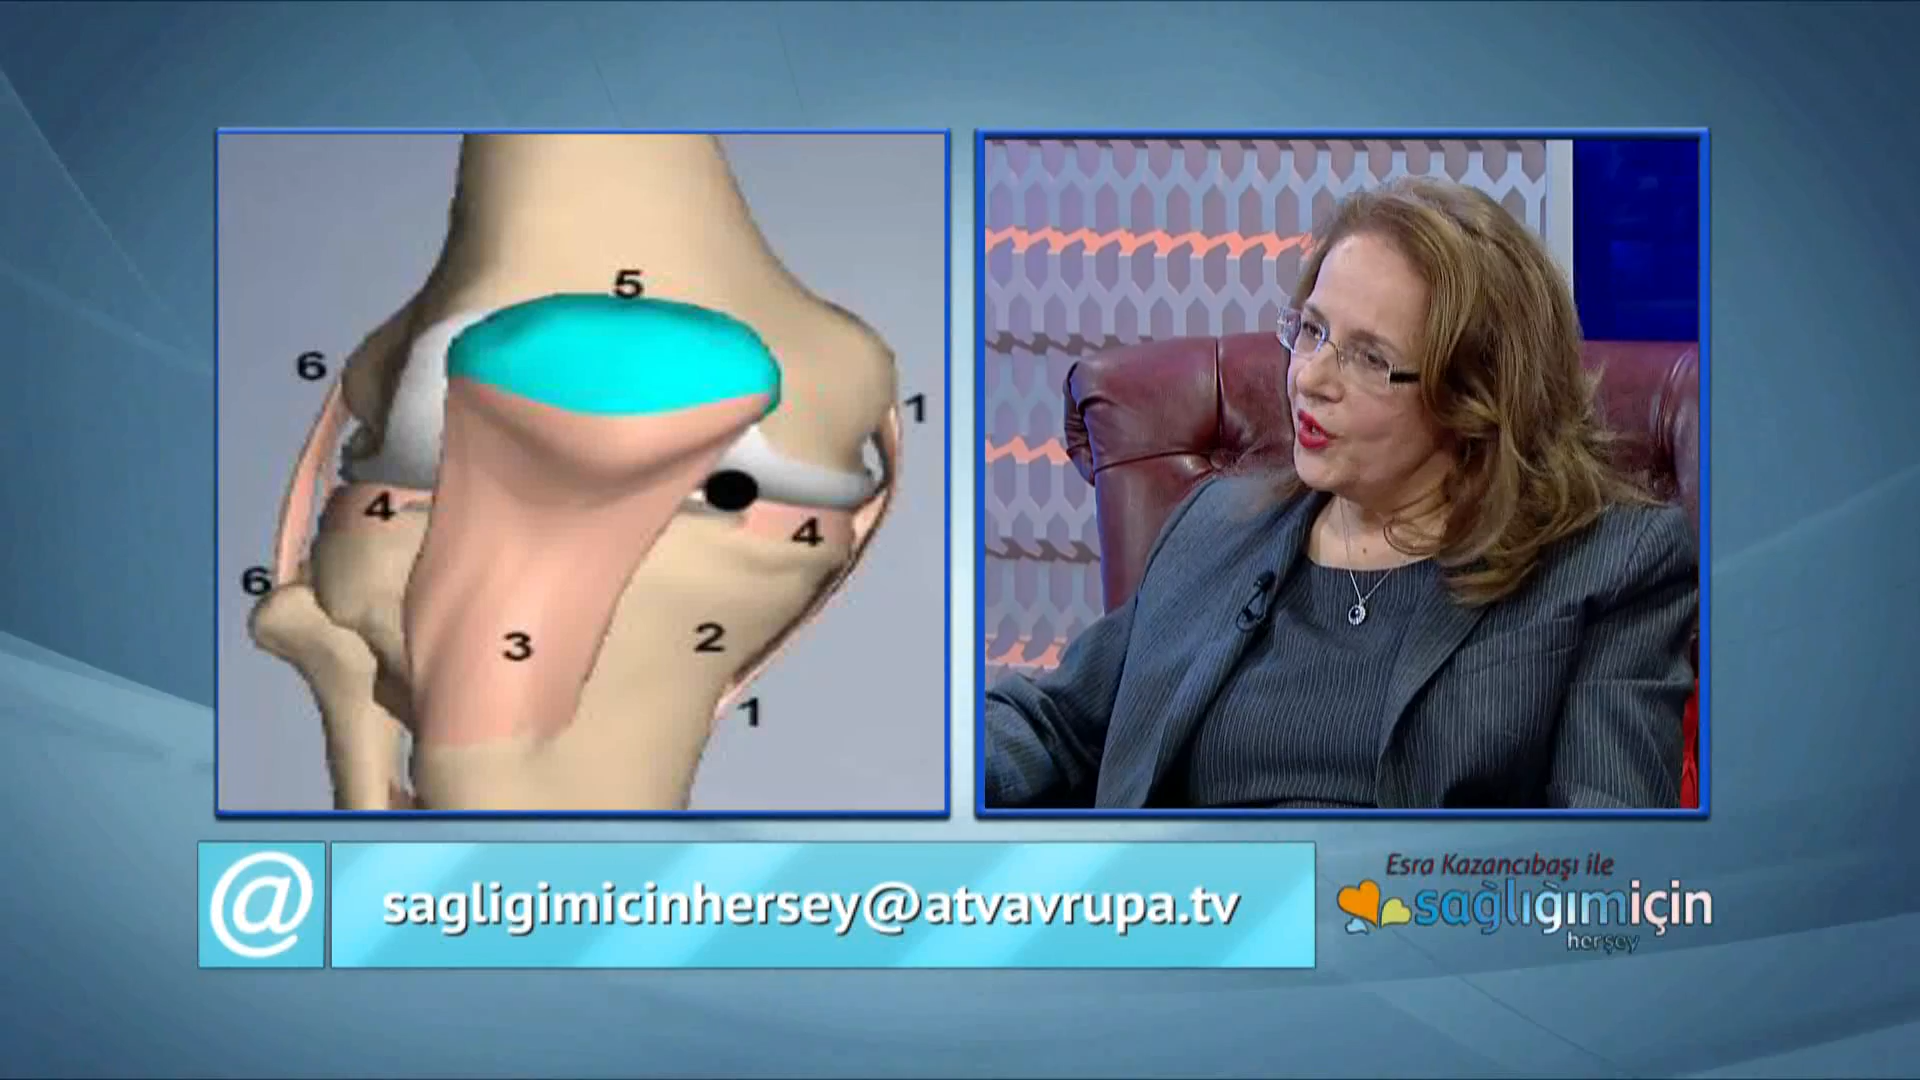 5
6
1
4
4
6
3
2
1
@
sagligimicinhersey@atvavrupa.tv
Esra Kazancıbaşı ile
sağlığımiçin
herşey